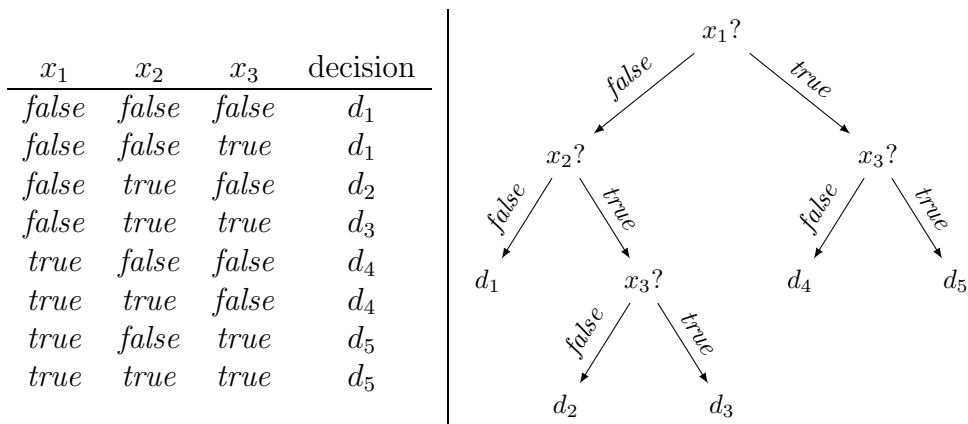 x₁ x₂ x₃ decision
false false false d₁
false false true d₁
false true false d₂
false true true d₃
true false false d₄
true true false d₄
true false true d₅
true true true d₅
x₁?
false true
x₂? x₃?
false true false true
d₁ x₃? d₄ d₅
false true
d₂ d₃